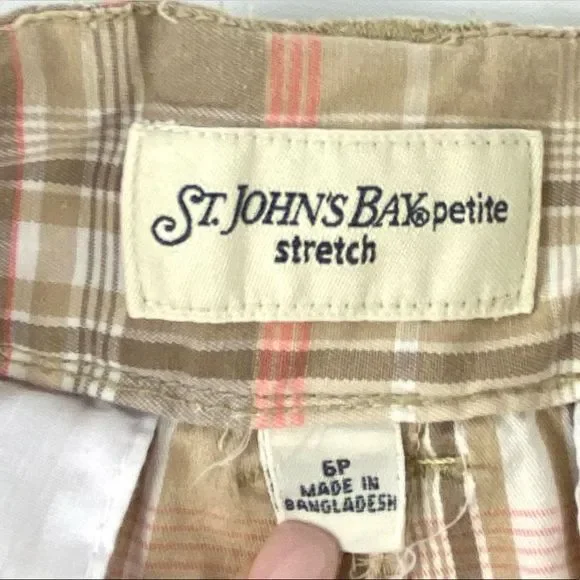 ST. JOHN'S BAY® petite
stretch
6P
MADE IN
BANGLADESH